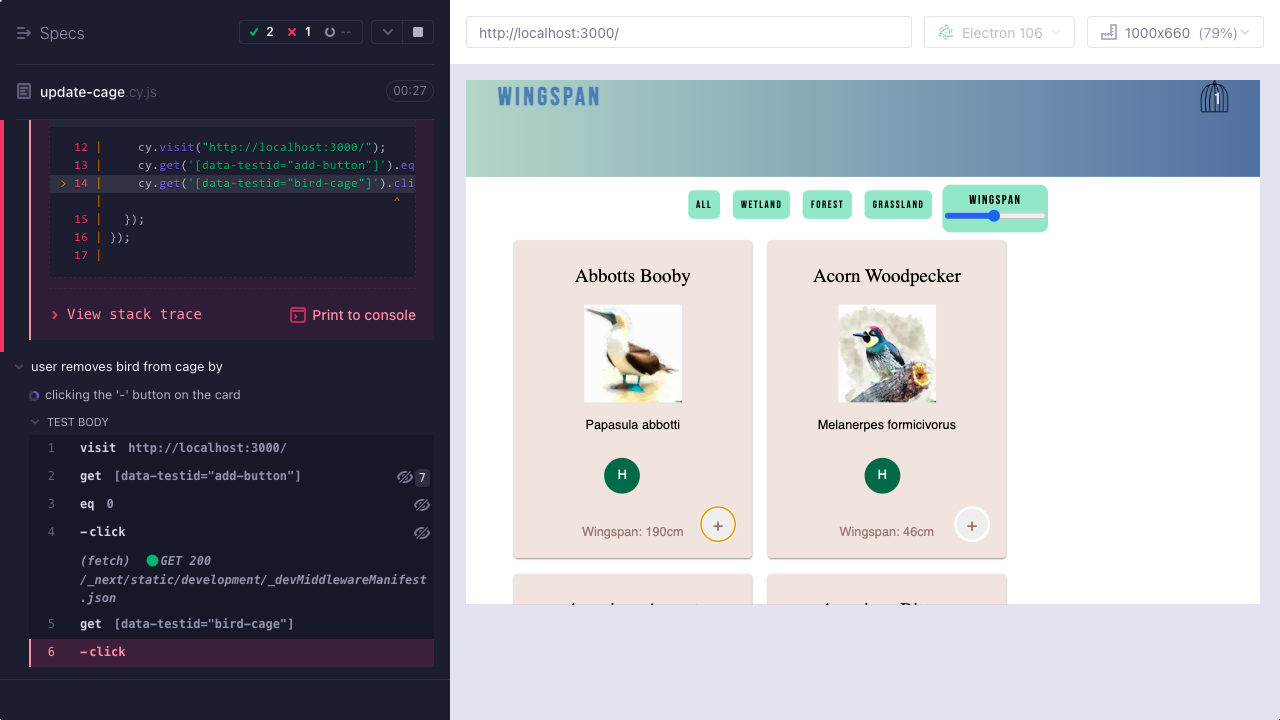 Specs
2
1
--
update-cage.cy.js
00:27
12 | cy.visit("http://localhost:3000/");
13 | cy.get('[data-testid="add-button"]').eq
> 14 | cy.get('[data-testid="bird-cage"]').cli
| ^
15 | });
16 | });
17 |
View stack trace
Print to console
user removes bird from cage by
clicking the '-' button on the card
TEST BODY
1 visit http://localhost:3000/
2 get [data-testid="add-button"] 7
3 eq 0
4 -click
(fetch) GET 200
/_next/static/development/_devMiddlewareManifest
.json
5 get [data-testid="bird-cage"]
6 -click
http://localhost:3000/
Electron 106
1000x660 (79%)
WINGSPAN
1
ALL
WETLAND
FOREST
GRASSLAND
WINGSPAN
Abbotts Booby
Papasula abbotti
H
Wingspan: 190cm
+
Acorn Woodpecker
Melanerpes formicivorus
H
Wingspan: 46cm
+